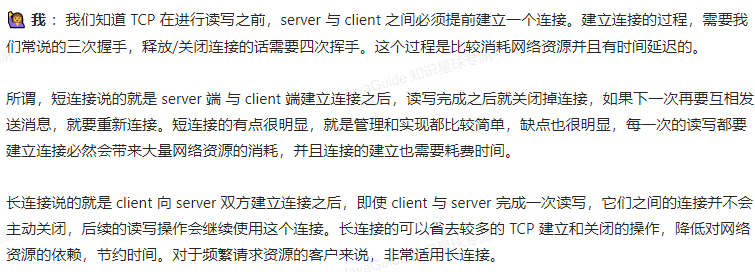 🙋 我 ：我们知道 TCP 在进行读写之前，server 与 client 之间必须提前建立一个连接。建立连接的过程，需要我
们常说的三次握手，释放/关闭连接的话需要四次挥手。这个过程是比较消耗网络资源并且有时间延迟的。
所谓，短连接说的就是 server 端 与 client 端建立连接之后，读写完成之后就关闭掉连接，如果下一次再要互相发
送消息，就要重新连接。短连接的有点很明显，就是管理和实现都比较简单，缺点也很明显，每一次的读写都要
建立连接必然会带来大量网络资源的消耗，并且连接的建立也需要耗费时间。
长连接说的就是 client 向 server 双方建立连接之后，即使 client 与 server 完成一次读写，它们之间的连接并不会
主动关闭，后续的读写操作会继续使用这个连接。长连接的可以省去较多的 TCP 建立和关闭的操作，降低对网络
资源的依赖，节约时间。对于频繁请求资源的客户来说，非常适用长连接。